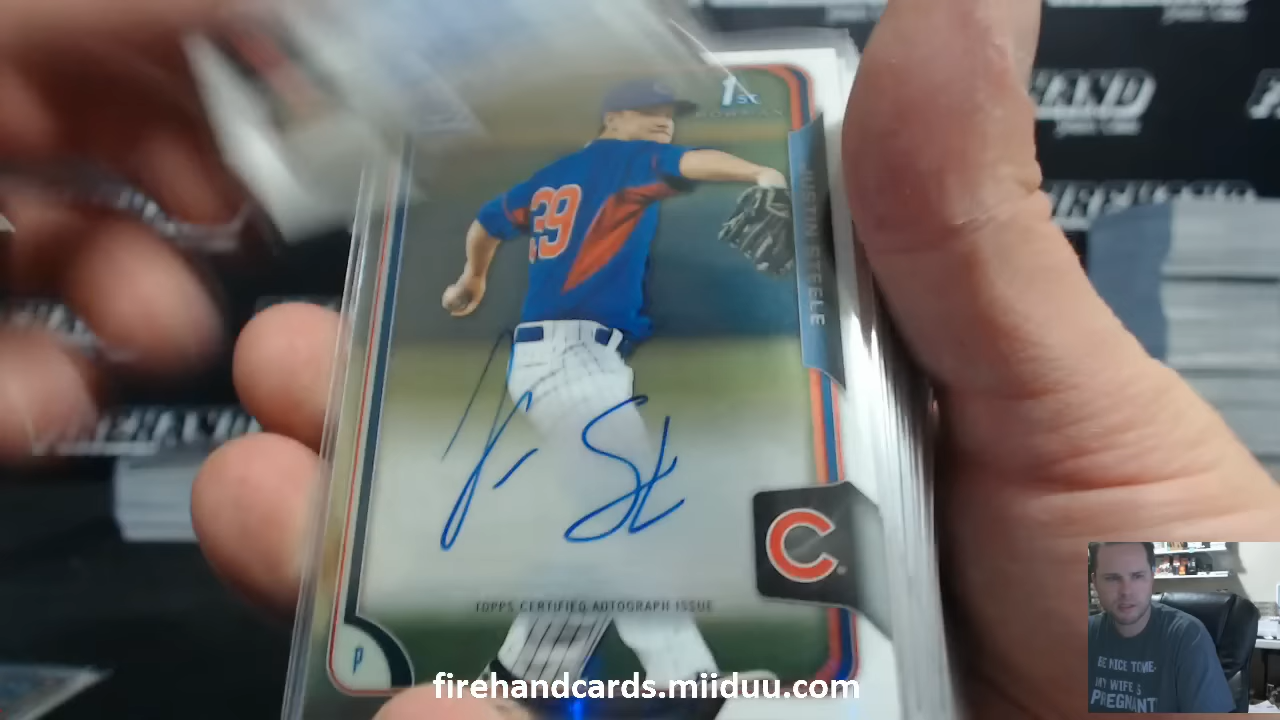 1ST
BOWMAN
JUSTIN STEELE
39
C
TOPPS CERTIFIED AUTOGRAPH ISSUE
P
firehandcards.miiduu.com
BE NICE TO ME.
MY WIFE IS
PREGNANT